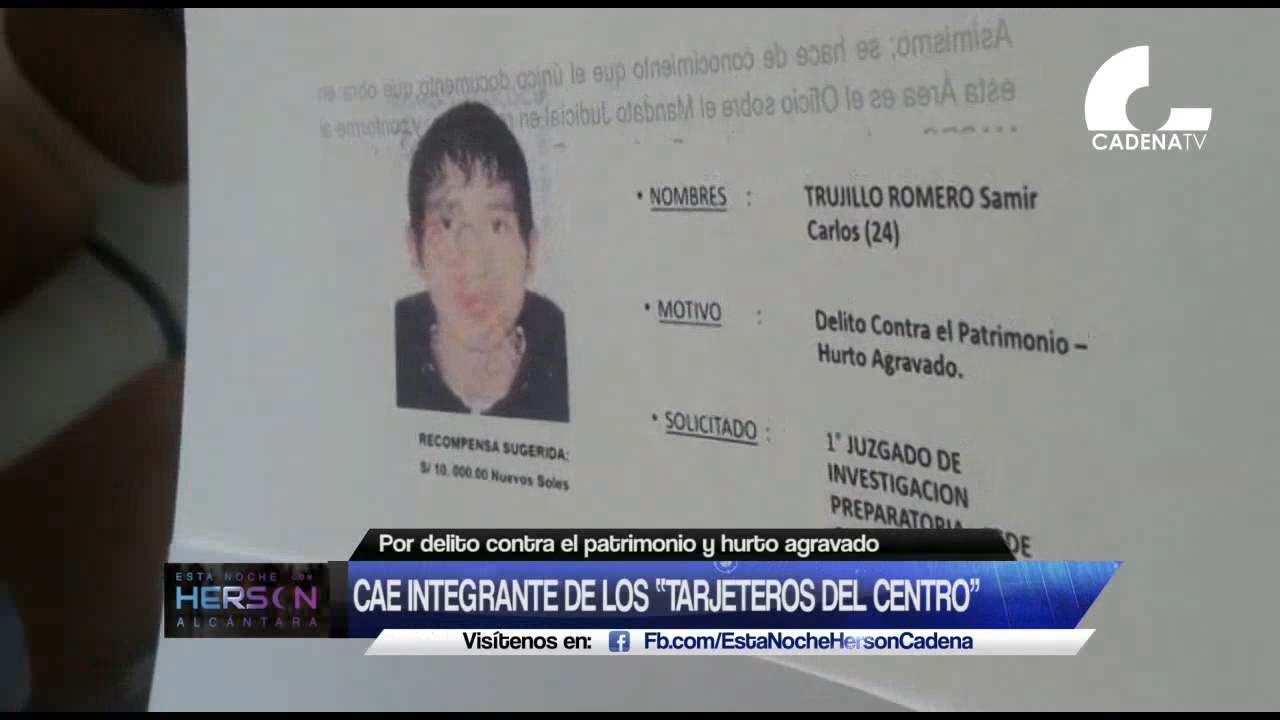 Asimismo; se hace de conocimiento que el único documento que obra en
esta Área es el Oficio sobre el Mandato Judicial en
CADENATV
• NOMBRES : TRUJILLO ROMERO Samir
Carlos (24)
• MOTIVO : Delito Contra el Patrimonio –
Hurto Agravado.
• SOLICITADO : 1° JUZGADO DE
INVESTIGACION
PREPARATORIA
RECOMPENSA SUGERIDA:
S/ 10, 000.00 Nuevos Soles
Por delito contra el patrimonio y hurto agravado
ESTA NOCHE CON
HERSON
ALCÁNTARA
CAE INTEGRANTE DE LOS “TARJETEROS DEL CENTRO”
Visítenos en: Fb.com/EstaNocheHersonCadena